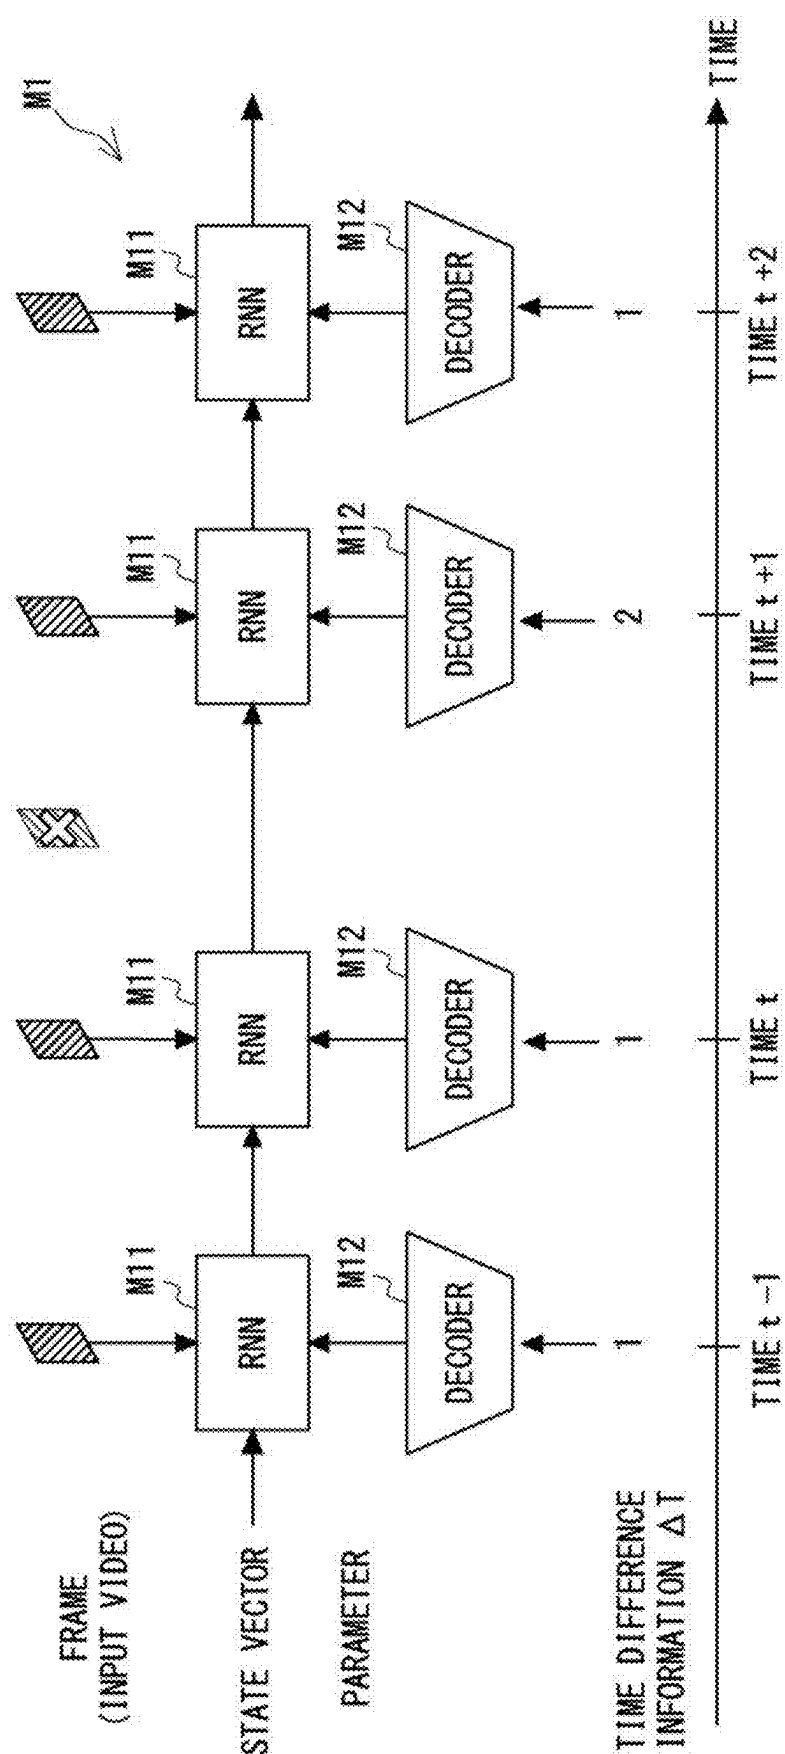 M1
FRAME
(INPUT VIDEO)
M11
M11
M11
M11
STATE VECTOR
RNN
RNN
RNN
RNN
PARAMETER
M12
M12
M12
M12
DECODER
DECODER
DECODER
DECODER
TIME DIFFERENCE
INFORMATION ΔT
1
1
2
1
TIME
TIME t-1
TIME t
TIME t+1
TIME t+2